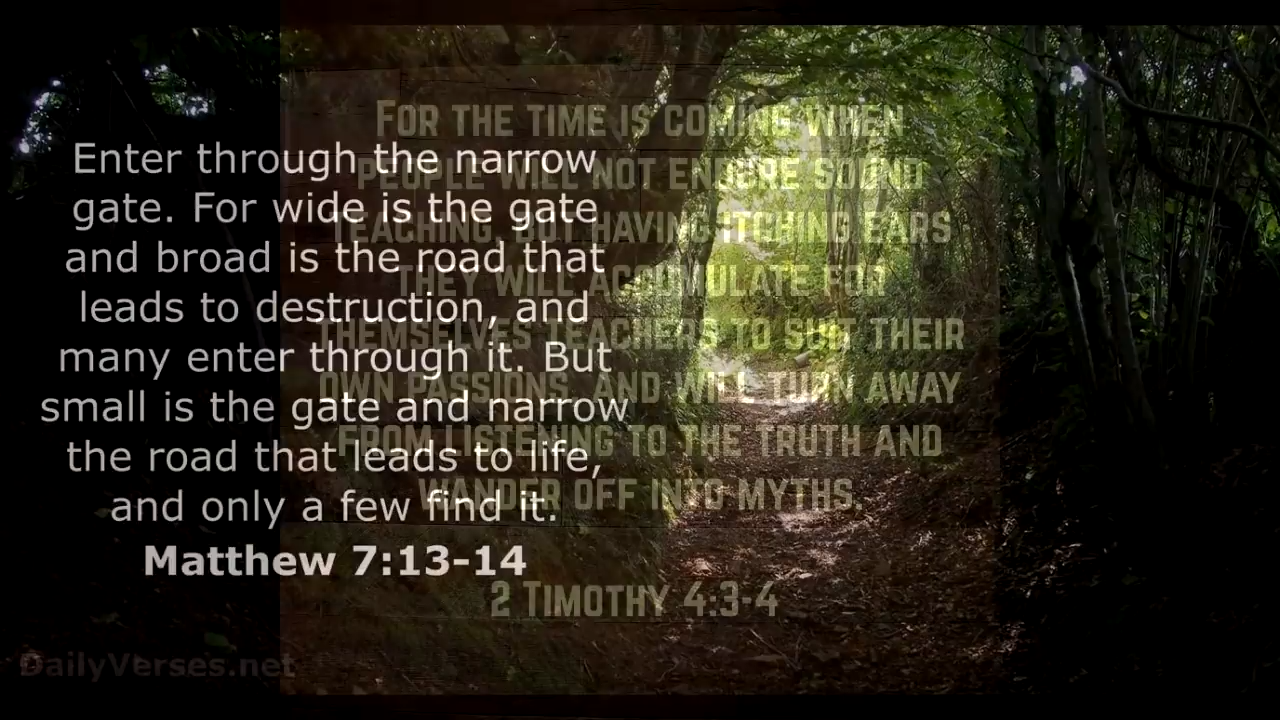 Enter through the narrow
gate. For wide is the gate
and broad is the road that
leads to destruction, and
many enter through it. But
small is the gate and narrow
the road that leads to life,
and only a few find it.
Matthew 7:13-14
FOR THE TIME IS COMING WHEN
PEOPLE WILL NOT ENDURE SOUND
TEACHING, BUT HAVING ITCHING EARS
THEY WILL ACCUMULATE FOR
THEMSELVES TEACHERS TO SUIT THEIR
OWN PASSIONS, AND WILL TURN AWAY
FROM LISTENING TO THE TRUTH AND
WANDER OFF INTO MYTHS.
2 TIMOTHY 4:3-4
DailyVerses.net